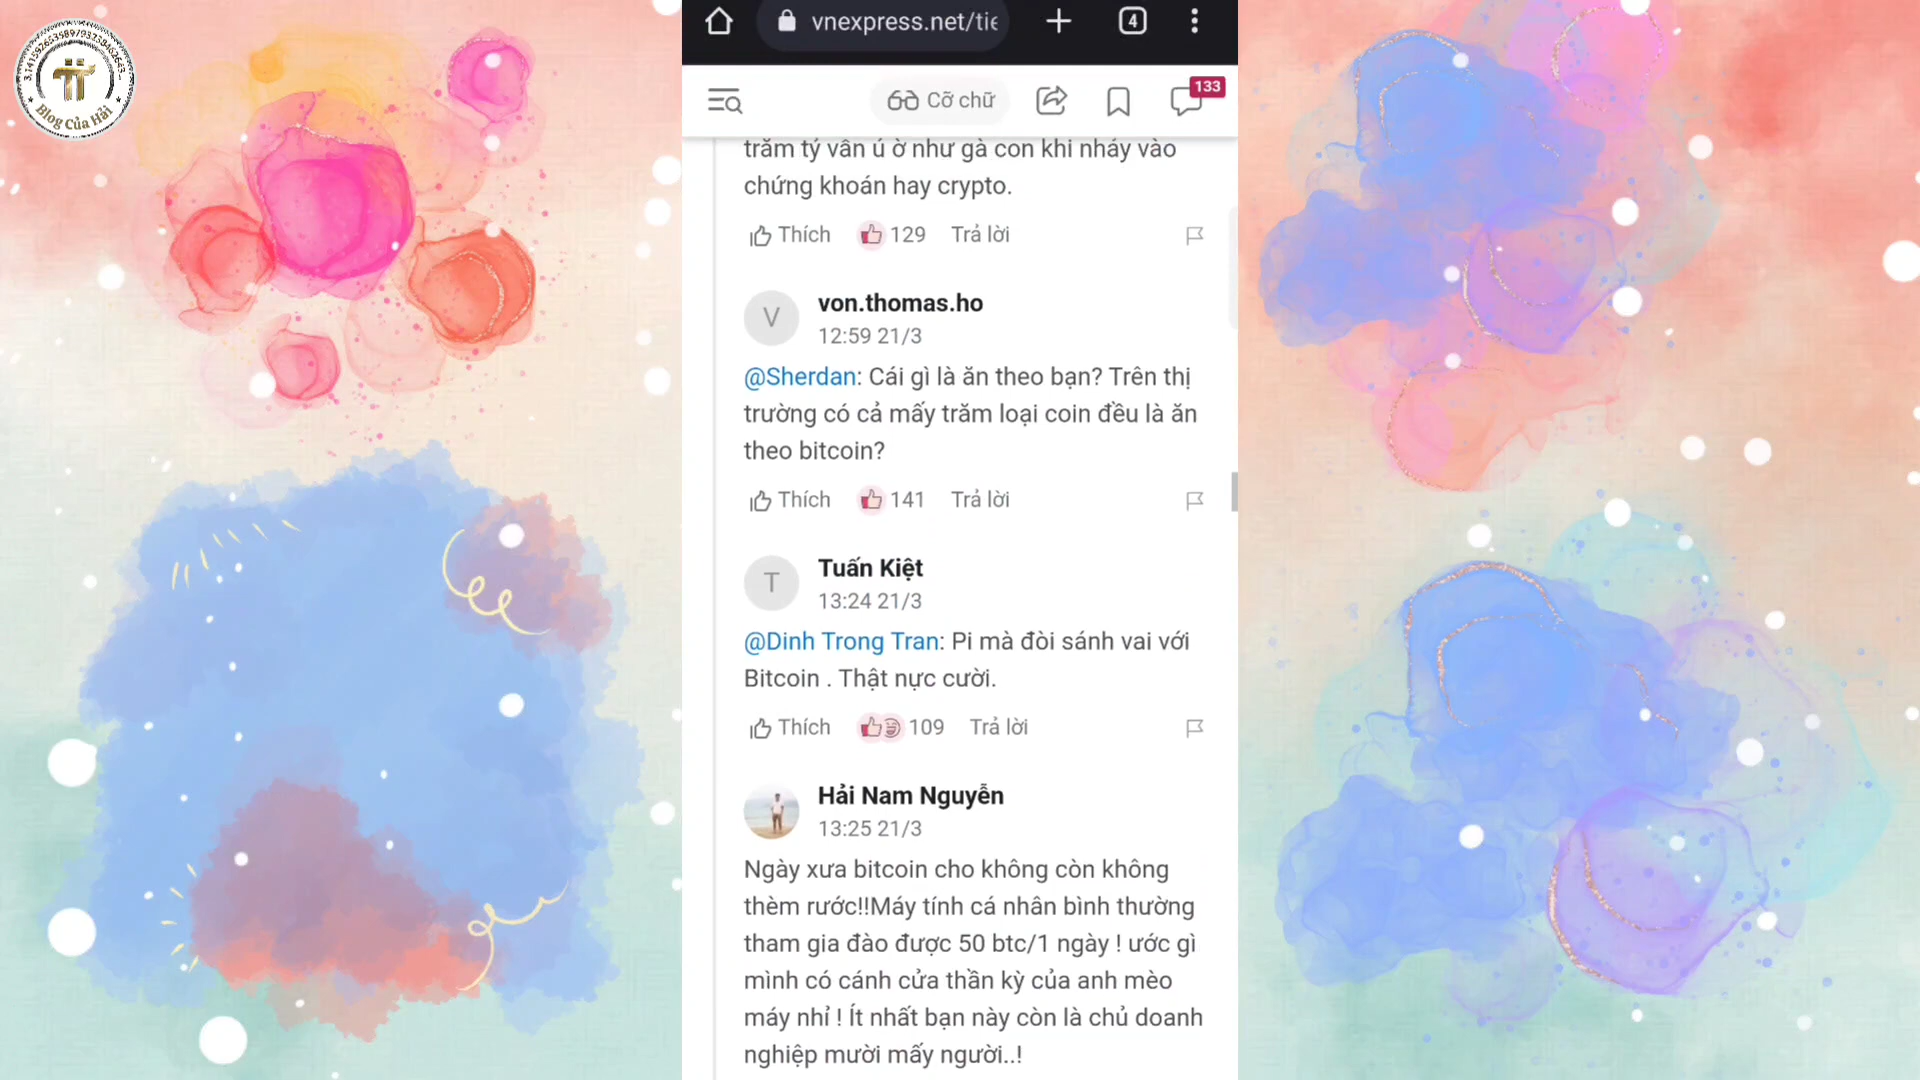 3.141592653589793238462643..
Blog Của Hải
vnexpress.net/tie
4
Cỡ chữ
133
trăm tỷ vẫn ú ờ như gà con khi nhảy vào
chứng khoán hay crypto.
Thích 129 Trả lời
V
von.thomas.ho
12:59 21/3
@Sherdan: Cái gì là ăn theo bạn? Trên thị
trường có cả mấy trăm loại coin đều là ăn
theo bitcoin?
Thích 141 Trả lời
T
Tuấn Kiệt
13:24 21/3
@Dinh Trong Tran: Pi mà đòi sánh vai với
Bitcoin . Thật nực cười.
Thích 109 Trả lời
Hải Nam Nguyễn
13:25 21/3
Ngày xưa bitcoin cho không còn không
thèm rước!!Máy tính cá nhân bình thường
tham gia đào được 50 btc/1 ngày ! ước gì
mình có cánh cửa thần kỳ của anh mèo
máy nhỉ ! Ít nhất bạn này còn là chủ doanh
nghiệp mười mấy người..!